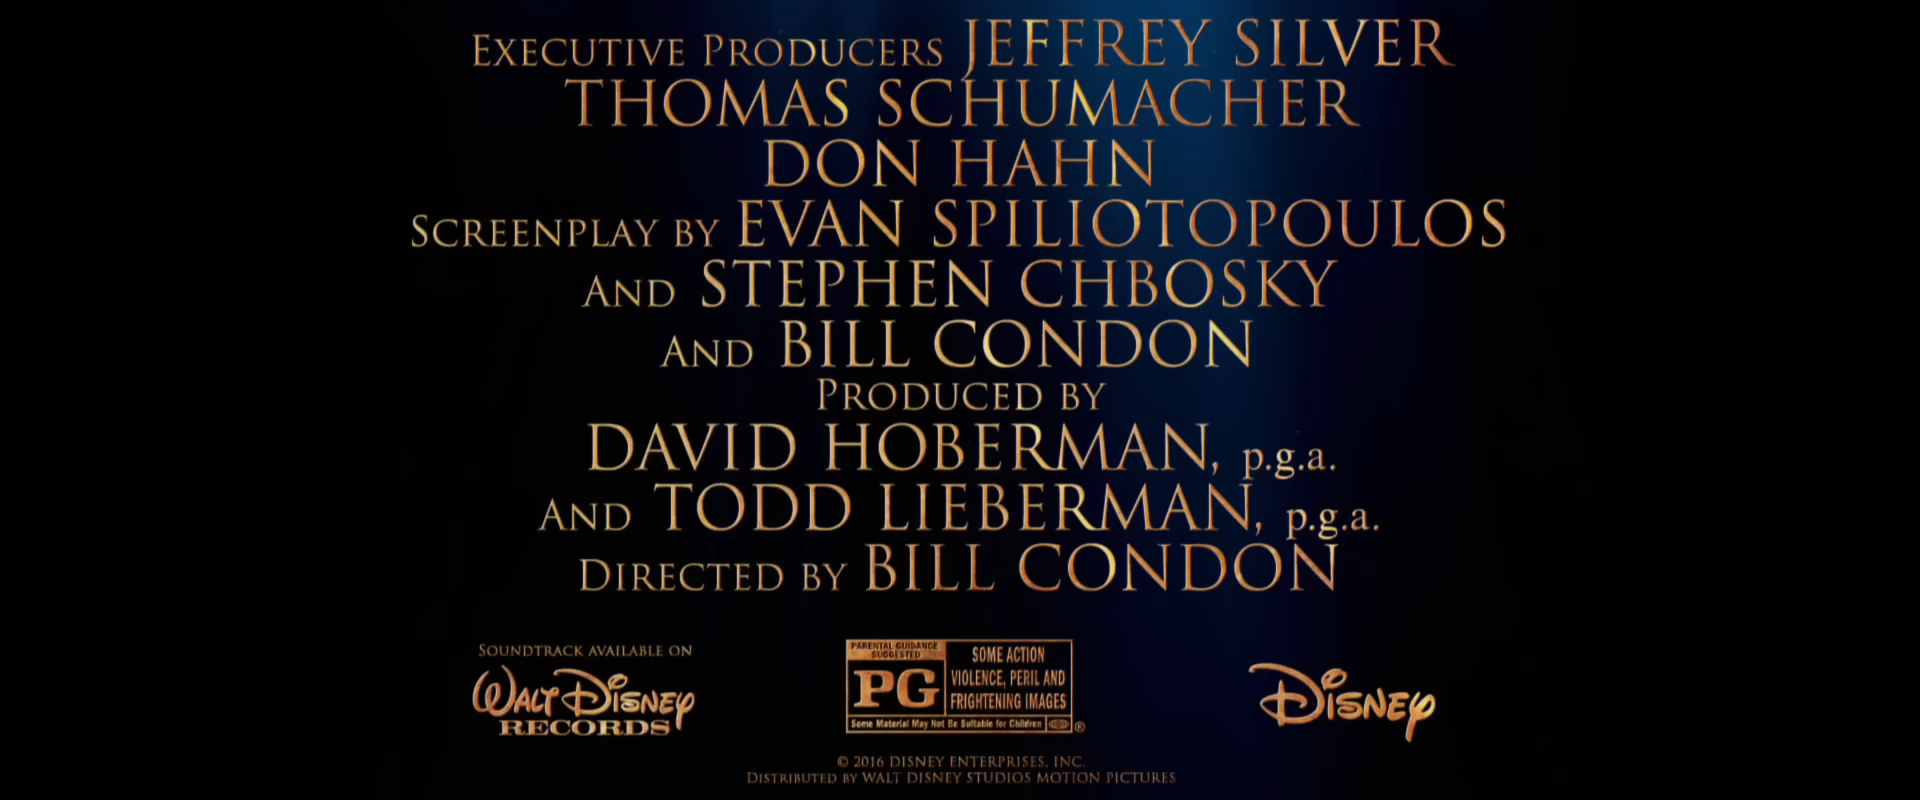 EXECUTIVE PRODUCERS JEFFREY SILVER
THOMAS SCHUMACHER
DON HAHN
SCREENPLAY BY EVAN SPILIOTOPOULOS
AND STEPHEN CHBOSKY
AND BILL CONDON
PRODUCED BY
DAVID HOBERMAN, p.g.a.
AND TODD LIEBERMAN, p.g.a.
DIRECTED BY BILL CONDON
SOUNDTRACK AVAILABLE ON
WALT DISNEY
RECORDS
PARENTAL GUIDANCE
SUGGESTED
PG
SOME ACTION
VIOLENCE, PERIL AND
FRIGHTENING IMAGES
Some Material May Not Be Suitable for Children
®
DISNEY
© 2016 DISNEY ENTERPRISES, INC.
DISTRIBUTED BY WALT DISNEY STUDIOS MOTION PICTURES